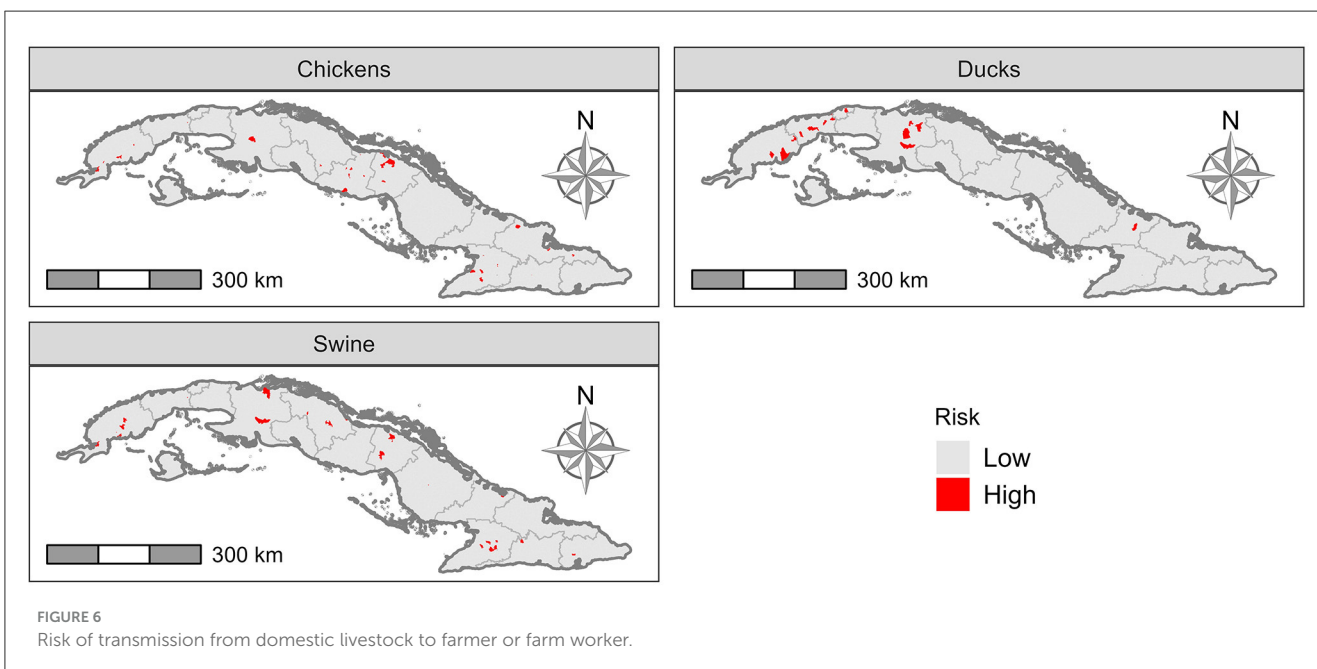 Chickens
N
300 km
Ducks
N
300 km
Swine
N
300 km
Risk
Low
High
FIGURE 6
Risk of transmission from domestic livestock to farmer or farm worker.